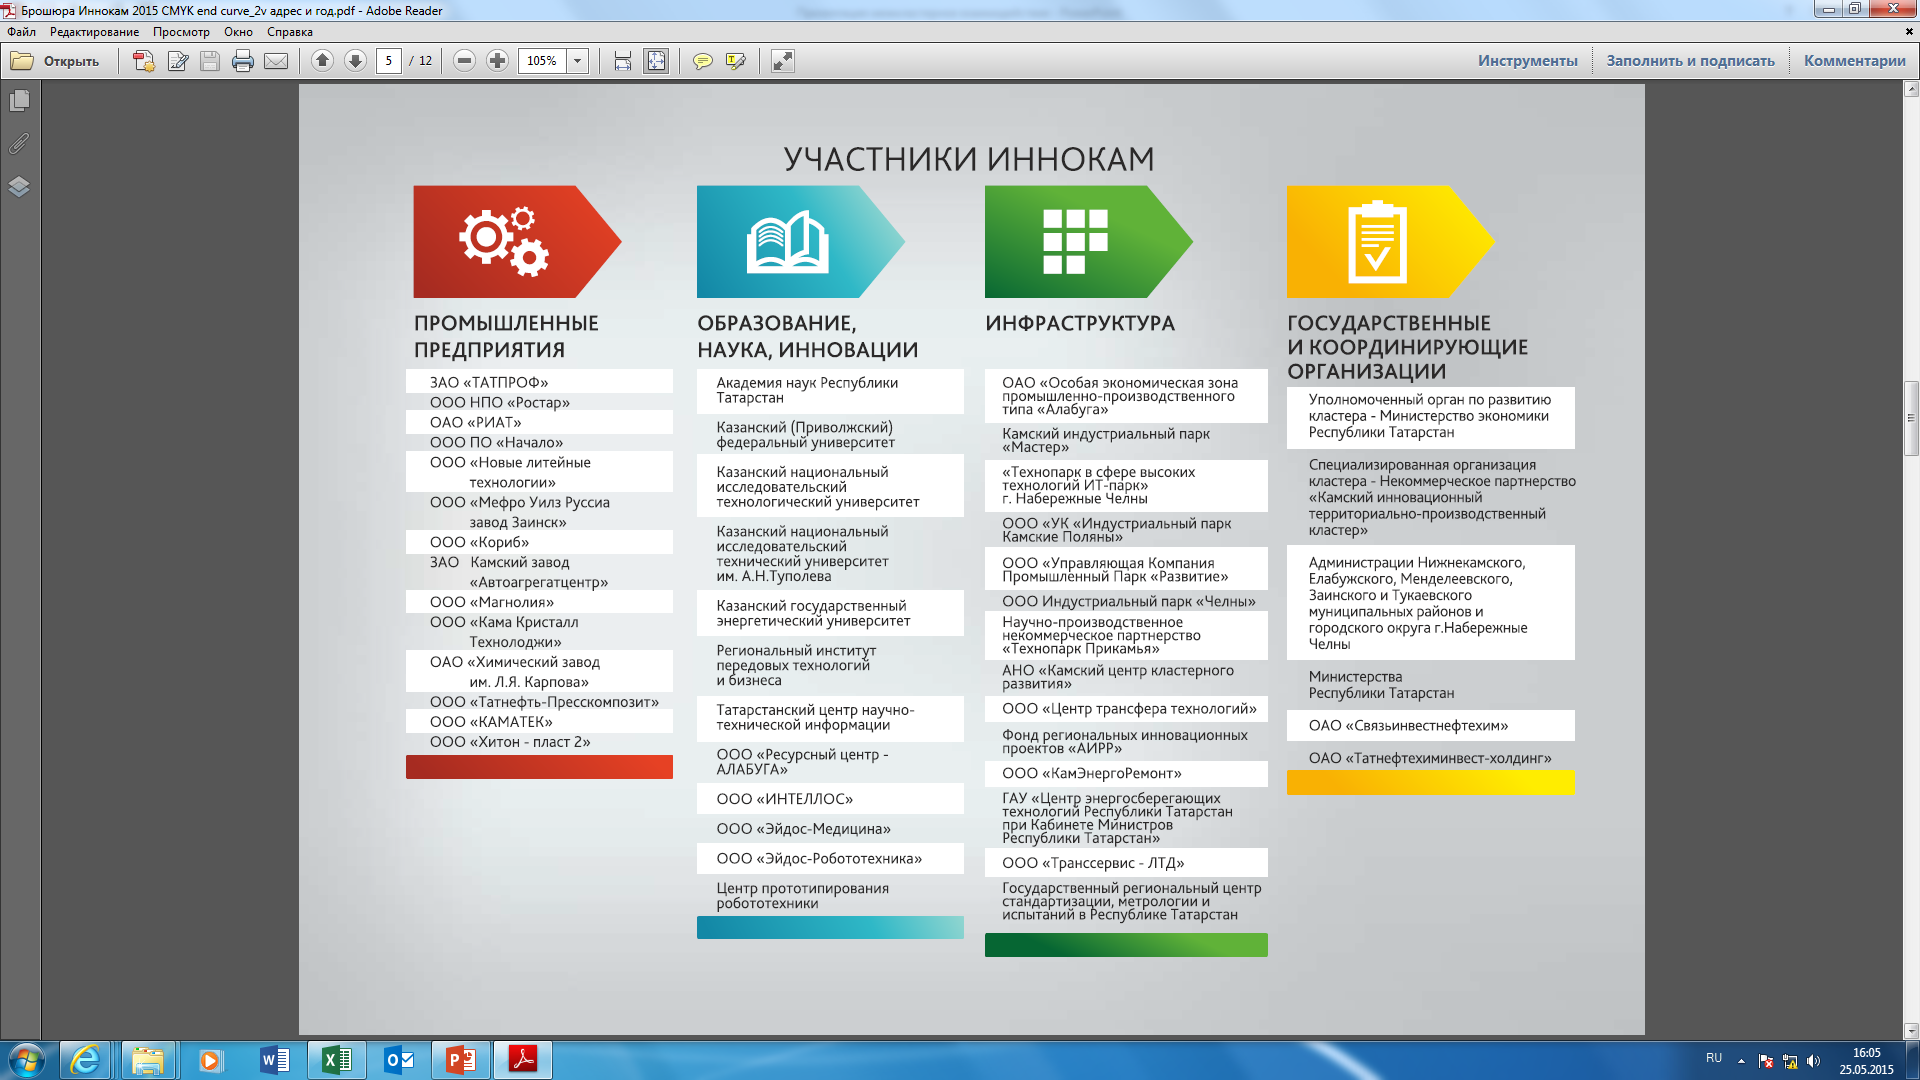 Брошюра Иннокам 2015 CMYK end curve_2v адрес и год.pdf - Adobe Reader
Файл Редактирование Просмотр Окно Справка
Открыть 5 / 12 105% Инструменты Заполнить и подписать Комментарии
УЧАСТНИКИ ИННОКАМ
ПРОМЫШЛЕННЫЕ
ПРЕДПРИЯТИЯ
ЗАО «ТАТПРОФ»
ООО НПО «Ростар»
ОАО «РИАТ»
ООО ПО «Начало»
ООО «Новые литейные
технологии»
ООО «Мефро Уилз Руссиа
завод Заинск»
ООО «Кориб»
ЗАО Камский завод
«Автоагрегатцентр»
ООО «Магнолия»
ООО «Кама Кристалл
Технолоджи»
ОАО «Химический завод
им. Л.Я. Карпова»
ООО «Татнефть-Пресскомпозит»
ООО «КАМАТЕК»
ООО «Хитон - пласт 2»
ОБРАЗОВАНИЕ,
НАУКА, ИННОВАЦИИ
Академия наук Республики
Татарстан
Казанский (Приволжский)
федеральный университет
Казанский национальный
исследовательский
технологический университет
Казанский национальный
исследовательский
технический университет
им. А.Н.Туполева
Казанский государственный
энергетический университет
Региональный институт
передовых технологий
и бизнеса
Татарстанский центр научно-
технической информации
ООО «Ресурсный центр -
АЛАБУГА»
ООО «ИНТЕЛЛОС»
ООО «Эйдос-Медицина»
ООО «Эйдос-Робототехника»
Центр прототипирования
робототехники
ИНФРАСТРУКТУРА
ОАО «Особая экономическая зона
промышленно-производственного
типа «Алабуга»
Камский индустриальный парк
«Мастер»
«Технопарк в сфере высоких
технологий ИТ-парк»
г. Набережные Челны
ООО «УК «Индустриальный парк
Камские Поляны»
ООО «Управляющая Компания
Промышленный Парк «Развитие»
ООО Индустриальный парк «Челны»
Научно-производственное
некоммерческое партнерство
«Технопарк Прикамья»
АНО «Камский центр кластерного
развития»
ООО «Центр трансфера технологий»
Фонд региональных инновационных
проектов «АИРР»
ООО «КамЭнергоРемонт»
ГАУ «Центр энергосберегающих
технологий Республики Татарстан
при Кабинете Министров
Республики Татарстан»
ООО «Транссервис - ЛТД»
Государственный региональный центр
стандартизации, метрологии и
испытаний в Республике Татарстан
ГОСУДАРСТВЕННЫЕ
И КООРДИНИРУЮЩИЕ
ОРГАНИЗАЦИИ
Уполномоченный орган по развитию
кластера - Министерство экономики
Республики Татарстан
Специализированная организация
кластера - Некоммерческое партнерство
«Камский инновационный
территориально-производственный
кластер»
Администрации Нижнекамского,
Елабужского, Менделеевского,
Заинского и Тукаевского
муниципальных районов и
городского округа г.Набережные
Челны
Министерства
Республики Татарстан
ОАО «Связьинвестнефтехим»
ОАО «Татнефтехиминвест-холдинг»
RU
16:05
25.05.2015